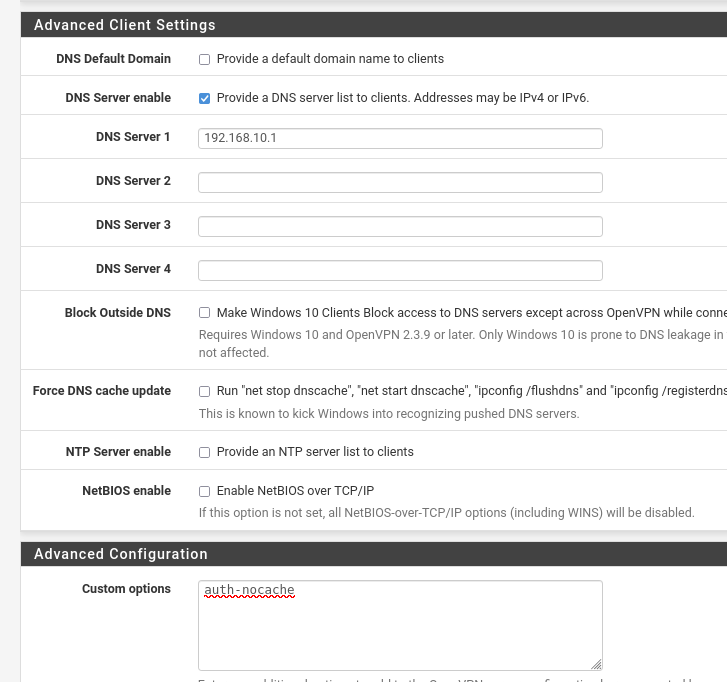 Advanced Client Settings
DNS Default Domain Provide a default domain name to clients
DNS Server enable Provide a DNS server list to clients. Addresses may be IPv4 or IPv6.
DNS Server 1 192.168.10.1
DNS Server 2
DNS Server 3
DNS Server 4
Block Outside DNS Make Windows 10 Clients Block access to DNS servers except across OpenVPN while conne
Requires Windows 10 and OpenVPN 2.3.9 or later. Only Windows 10 is prone to DNS leakage in
not affected.
Force DNS cache update Run "net stop dnscache", "net start dnscache", "ipconfig /flushdns" and "ipconfig /registerdns
This is known to kick Windows into recognizing pushed DNS servers.
NTP Server enable Provide an NTP server list to clients
NetBIOS enable Enable NetBIOS over TCP/IP
If this option is not set, all NetBIOS-over-TCP/IP options (including WINS) will be disabled.
Advanced Configuration
Custom options auth-nocache